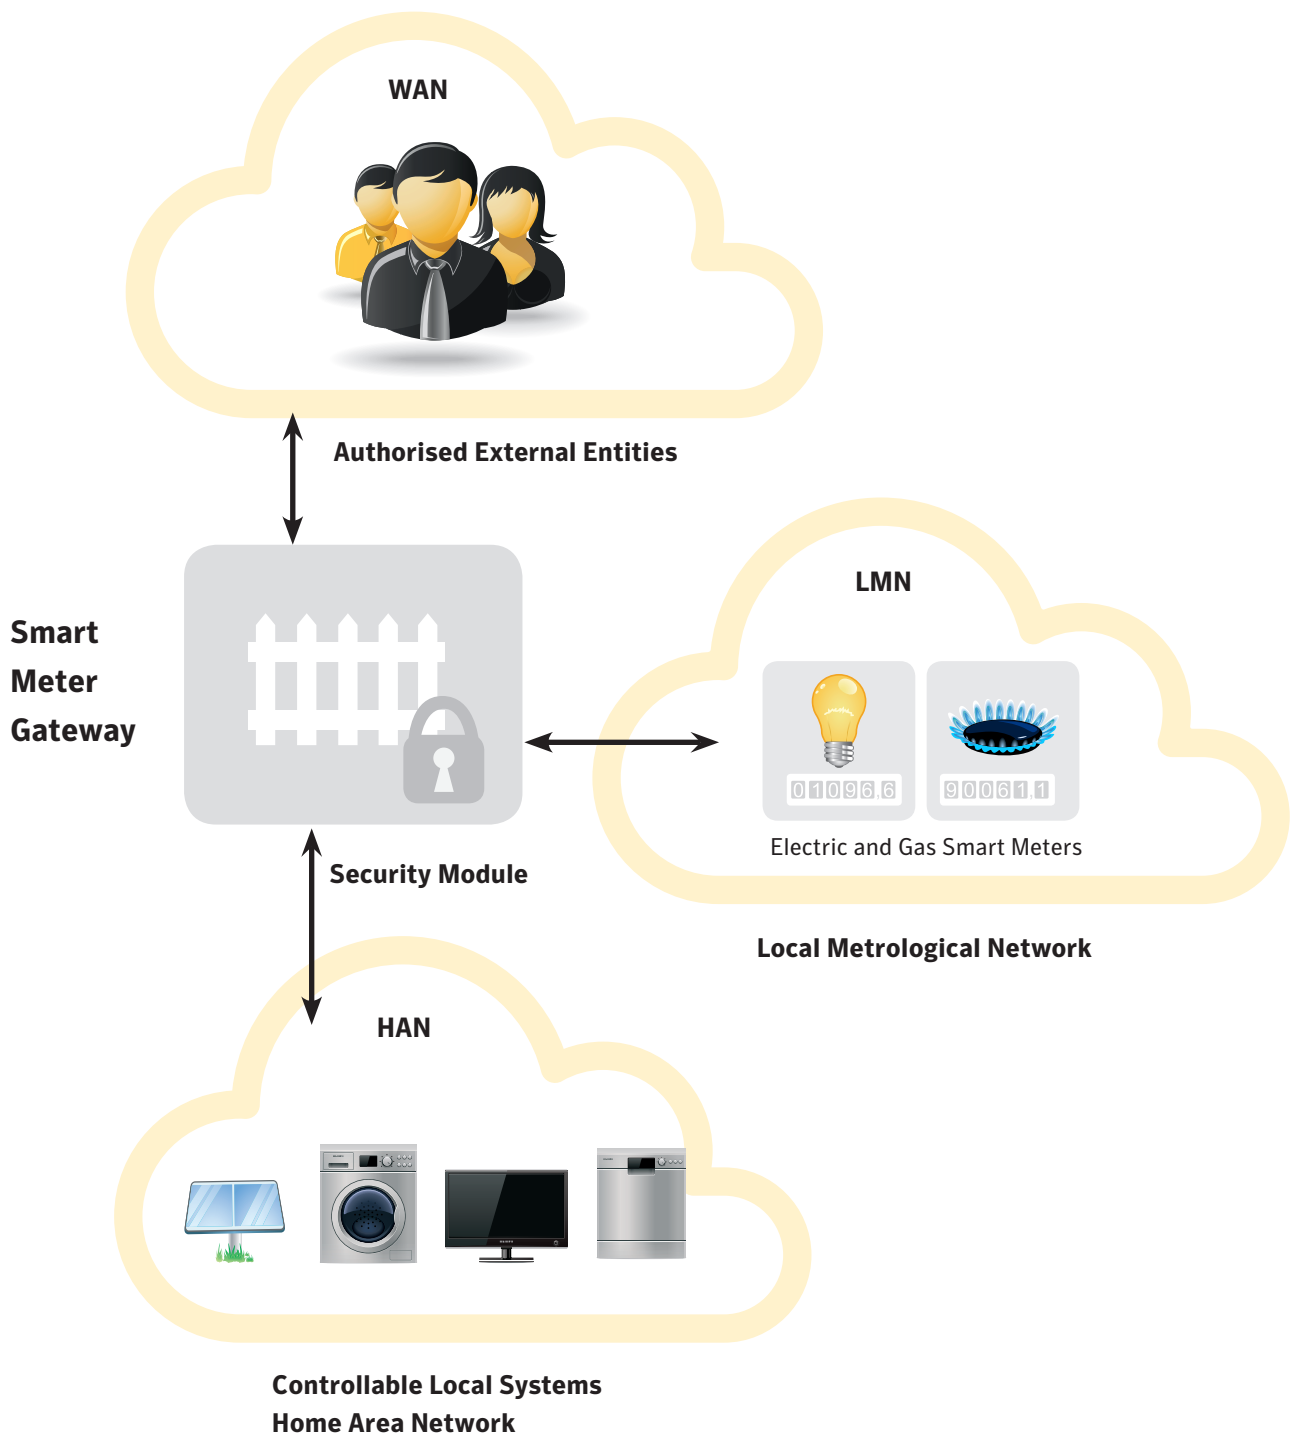 WAN
Authorised External Entities
Smart
Meter
Gateway
LMN
01096,6
90061,1
Electric and Gas Smart Meters
Security Module
Local Metrological Network
HAN
Controllable Local Systems
Home Area Network